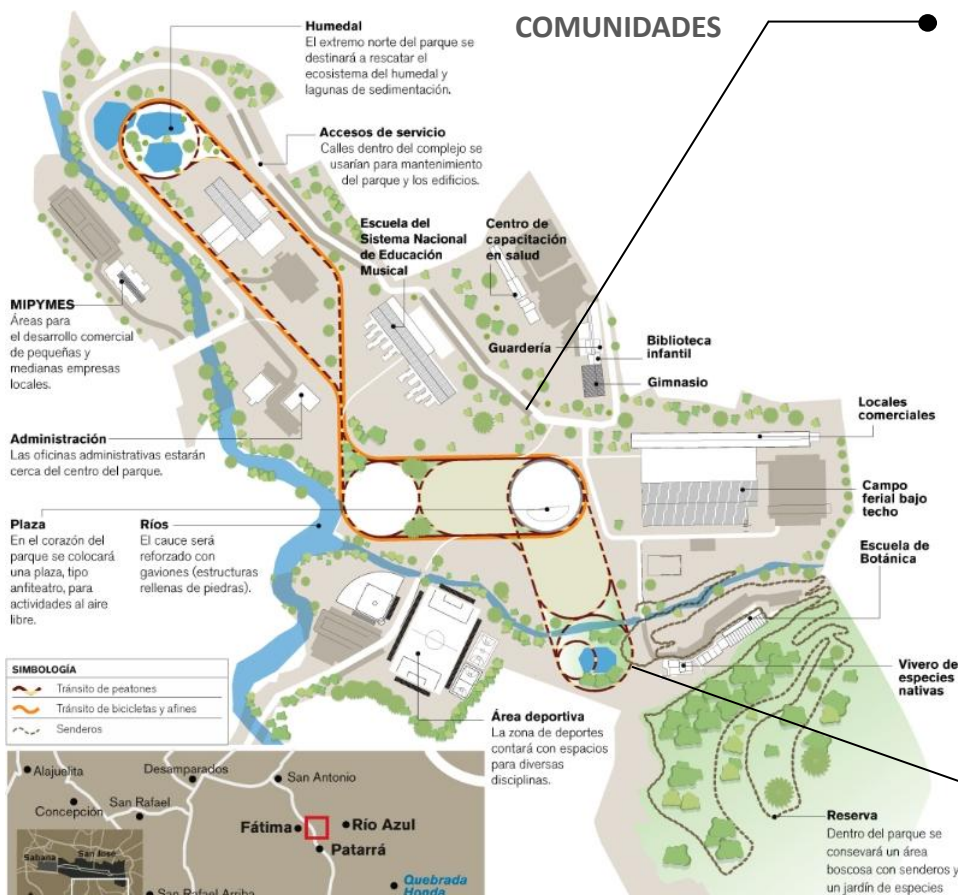 COMUNIDADES
Humedal
El extremo norte del parque se
destinará a rescatar el
ecosistema del humedal y
lagunas de sedimentación.
Accesos de servicio
Calles dentro del complejo se
usarían para mantenimiento
del parque y los edificios.
Escuela del
Sistema Nacional
de Educación
Musical
Centro de
capacitación
en salud
MIPYMES
Áreas para
el desarrollo comercial
de pequeñas y
medianas empresas
locales.
Guardería
Biblioteca
infantil
Gimnasio
Locales
comerciales
Administración
Las oficinas administrativas estarán
cerca del centro del parque.
Campo
ferial bajo
techo
Plaza
En el corazón del
parque se colocará
una plaza, tipo
anfiteatro, para
actividades al aire
libre.
Ríos
El cauce será
reforzado con
gaviones (estructuras
rellenas de piedras).
Escuela de
Botánica
Vivero de
especies
nativas
SIMBOLOGÍA
Tránsito de peatones
Tránsito de bicicletas y afines
Senderos
Área deportiva
La zona de deportes
contará con espacios
para diversas
disciplinas.
Reserva
Dentro del parque se
consevará un área
boscosa con senderos y
un jardín de especies
Alajuelita
Desamparados
San Antonio
Concepción
San Rafael
Fátima
Río Azul
Patarrá
Sabana
San José
San Rafael Arriba
Quebrada
Honda